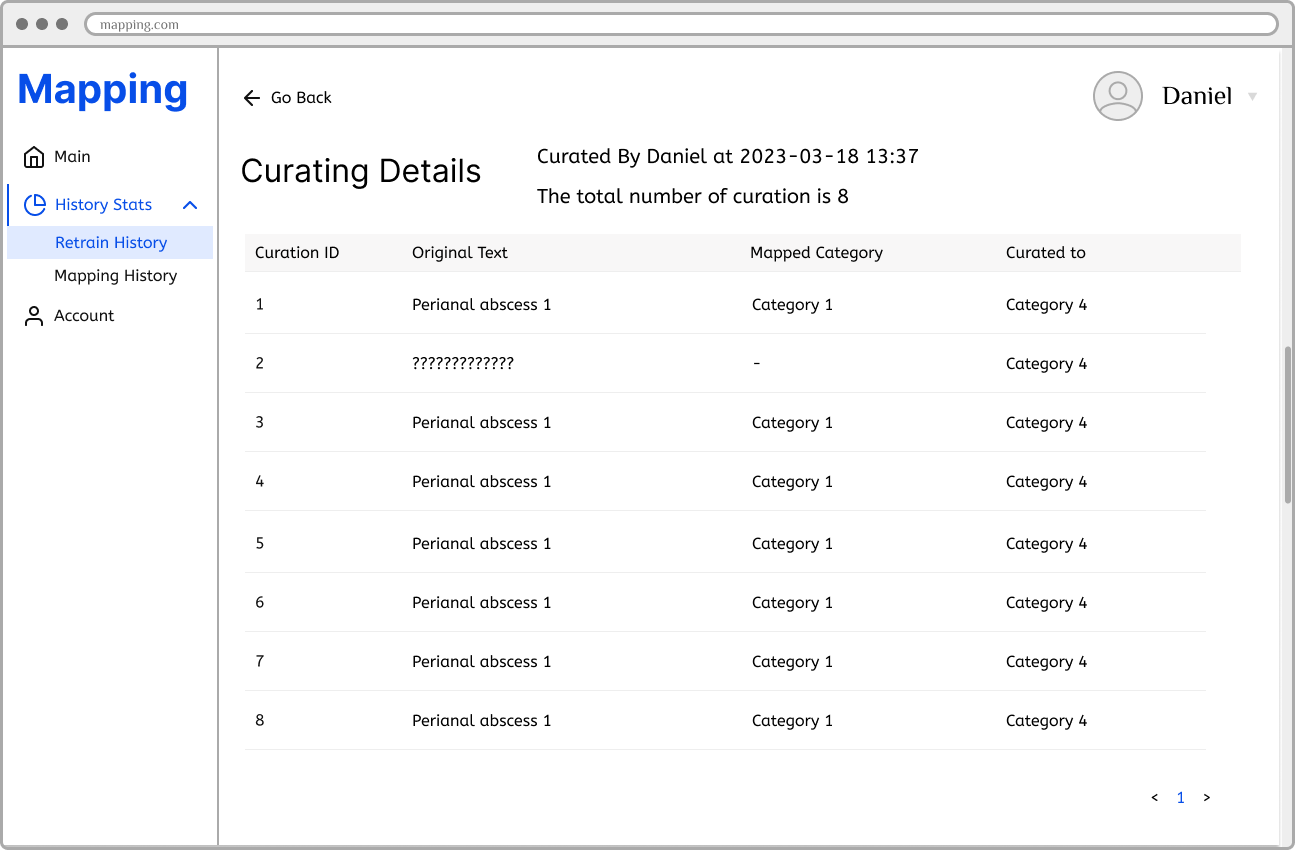 mapping.com
Mapping
Main
History Stats
Retrain History
Mapping History
Account
Go Back
Daniel
Curating Details
Curated By Daniel at 2023-03-18 13:37
The total number of curation is 8
Curation ID Original Text Mapped Category Curated to
1 Perianal abscess 1 Category 1 Category 4
2 ????????????? - Category 4
3 Perianal abscess 1 Category 1 Category 4
4 Perianal abscess 1 Category 1 Category 4
5 Perianal abscess 1 Category 1 Category 4
6 Perianal abscess 1 Category 1 Category 4
7 Perianal abscess 1 Category 1 Category 4
8 Perianal abscess 1 Category 1 Category 4
< 1 >